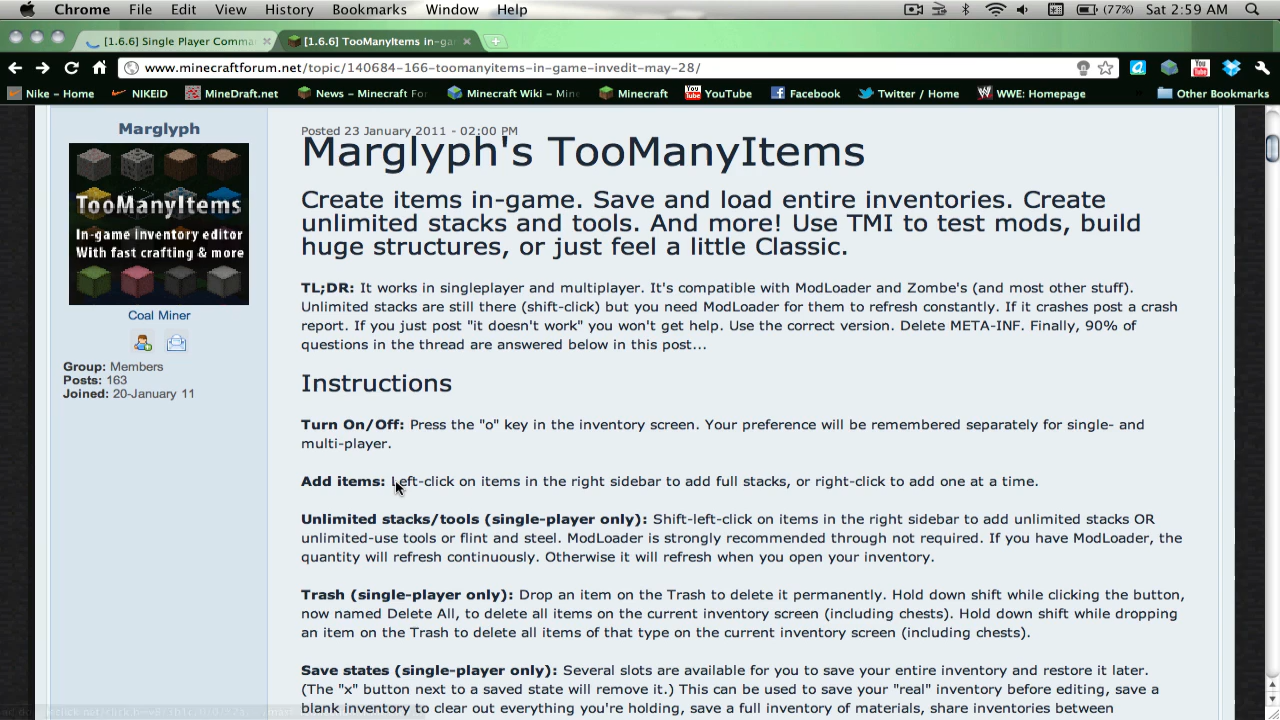 Chrome File Edit View History Bookmarks Window Help (77%) Sat 2:59 AM
[1.6.6] Single Player Comma [1.6.6] TooManyItems in-ga
www.minecraftforum.net/topic/140684-166-toomanyitems-in-game-invedit-may-28/
Nike – Home NIKEiD MineDraft.net News – Minecraft Fo Minecraft Wiki – Min Minecraft YouTube Facebook Twitter / Home WWE: Homepage Other Bookmarks
Marglyph
TooManyItems
In-game inventory editor
With fast crafting & more
Coal Miner
Group: Members
Posts: 163
Joined: 20-January 11
Posted 23 January 2011 - 02:00 PM
Marglyph's TooManyItems
Create items in-game. Save and load entire inventories. Create
unlimited stacks and tools. And more! Use TMI to test mods, build
huge structures, or just feel a little Classic.
TL;DR: It works in singleplayer and multiplayer. It's compatible with ModLoader and Zombe's (and most other stuff).
Unlimited stacks are still there (shift-click) but you need ModLoader for them to refresh constantly. If it crashes post a crash
report. If you just post "it doesn't work" you won't get help. Use the correct version. Delete META-INF. Finally, 90% of
questions in the thread are answered below in this post...
Instructions
Turn On/Off: Press the "o" key in the inventory screen. Your preference will be remembered separately for single- and
multi-player.
Add items: Left-click on items in the right sidebar to add full stacks, or right-click to add one at a time.
Unlimited stacks/tools (single-player only): Shift-left-click on items in the right sidebar to add unlimited stacks OR
unlimited-use tools or flint and steel. ModLoader is strongly recommended through not required. If you have ModLoader, the
quantity will refresh continuously. Otherwise it will refresh when you open your inventory.
Trash (single-player only): Drop an item on the Trash to delete it permanently. Hold down shift while clicking the button,
now named Delete All, to delete all items on the current inventory screen (including chests). Hold down shift while dropping
an item on the Trash to delete all items of that type on the current inventory screen (including chests).
Save states (single-player only): Several slots are available for you to save your entire inventory and restore it later.
(The "x" button next to a saved state will remove it.) This can be used to save your "real" inventory before editing, save a
blank inventory to clear out everything you're holding, save a full inventory of materials, share inventories between